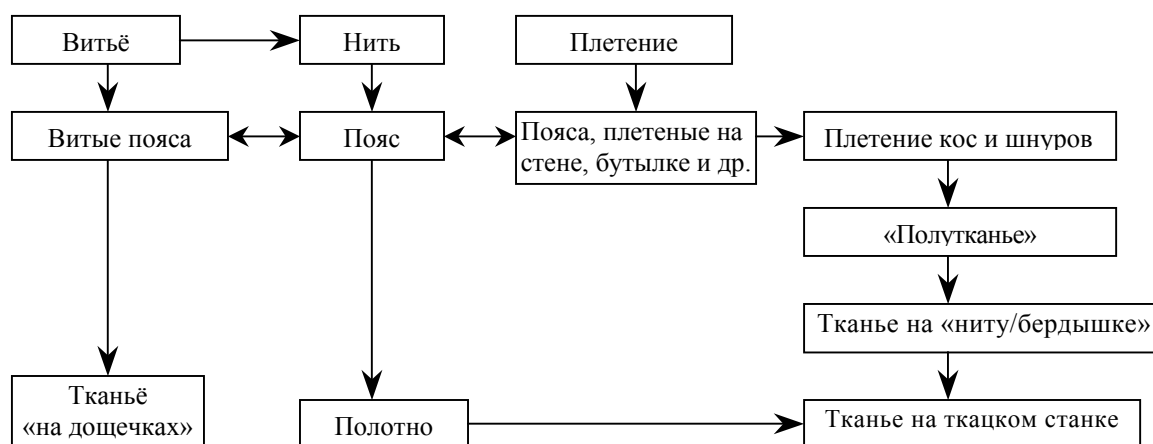 Витьё
Нить
Плетение
Витые пояса
Пояс
Пояса, плетеные на
стене, бутылке и др.
Плетение кос и шнуров
«Полутканье»
Тканье на «ниту/бердышке»
Тканьё
«на дощечках»
Полотно
Тканье на ткацком станке